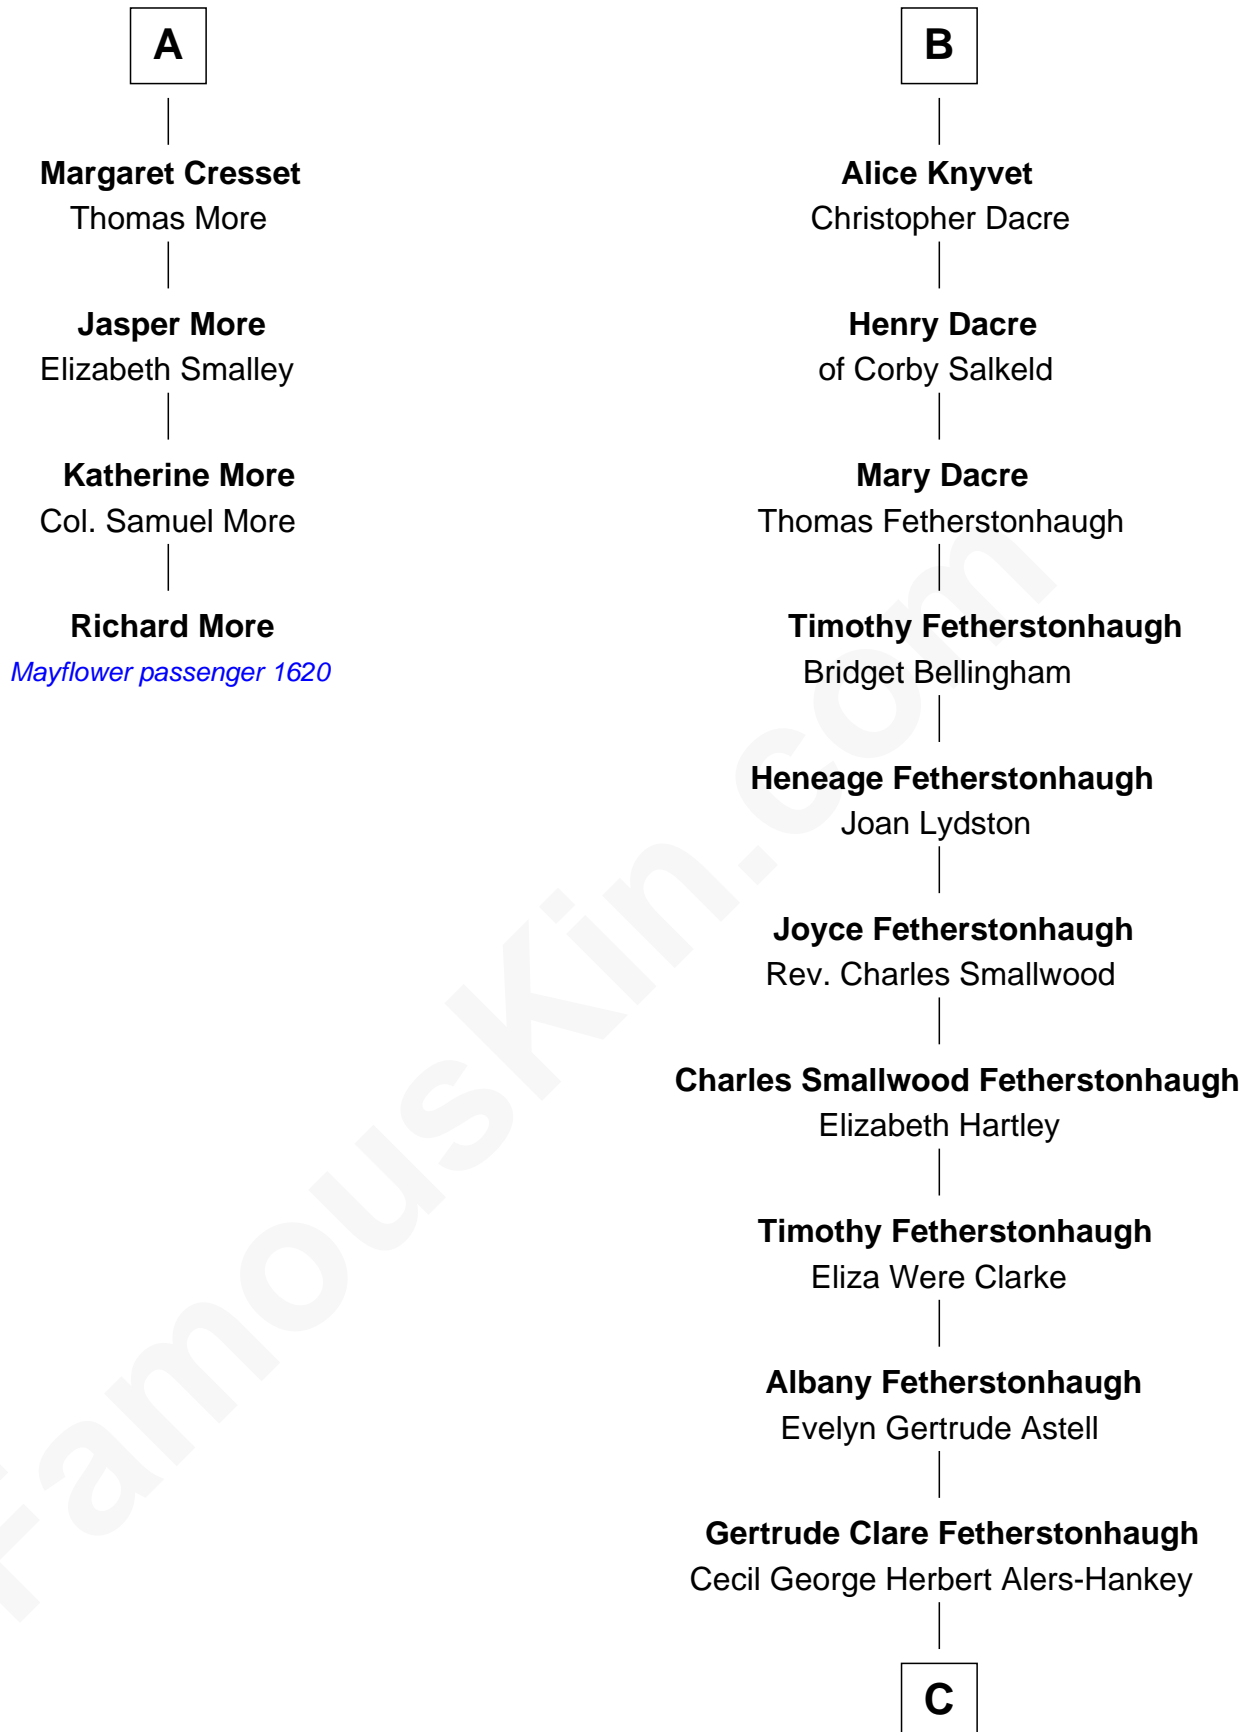 A
Margaret Cresset
Thomas More
Jasper More
Elizabeth Smalley
Katherine More
Col. Samuel More
Richard More
Mayflower passenger 1620
B
Alice Knyvet
Christopher Dacre
Henry Dacre
of Corby Salkeld
Mary Dacre
Thomas Fetherstonhaugh
Timothy Fetherstonhaugh
Bridget Bellingham
Heneage Fetherstonhaugh
Joan Lydston
Joyce Fetherstonhaugh
Rev. Charles Smallwood
Charles Smallwood Fetherstonhaugh
Elizabeth Hartley
Timothy Fetherstonhaugh
Eliza Were Clarke
Albany Fetherstonhaugh
Evelyn Gertrude Astell
Gertrude Clare Fetherstonhaugh
Cecil George Herbert Alers-Hankey
C
FamousKin.com